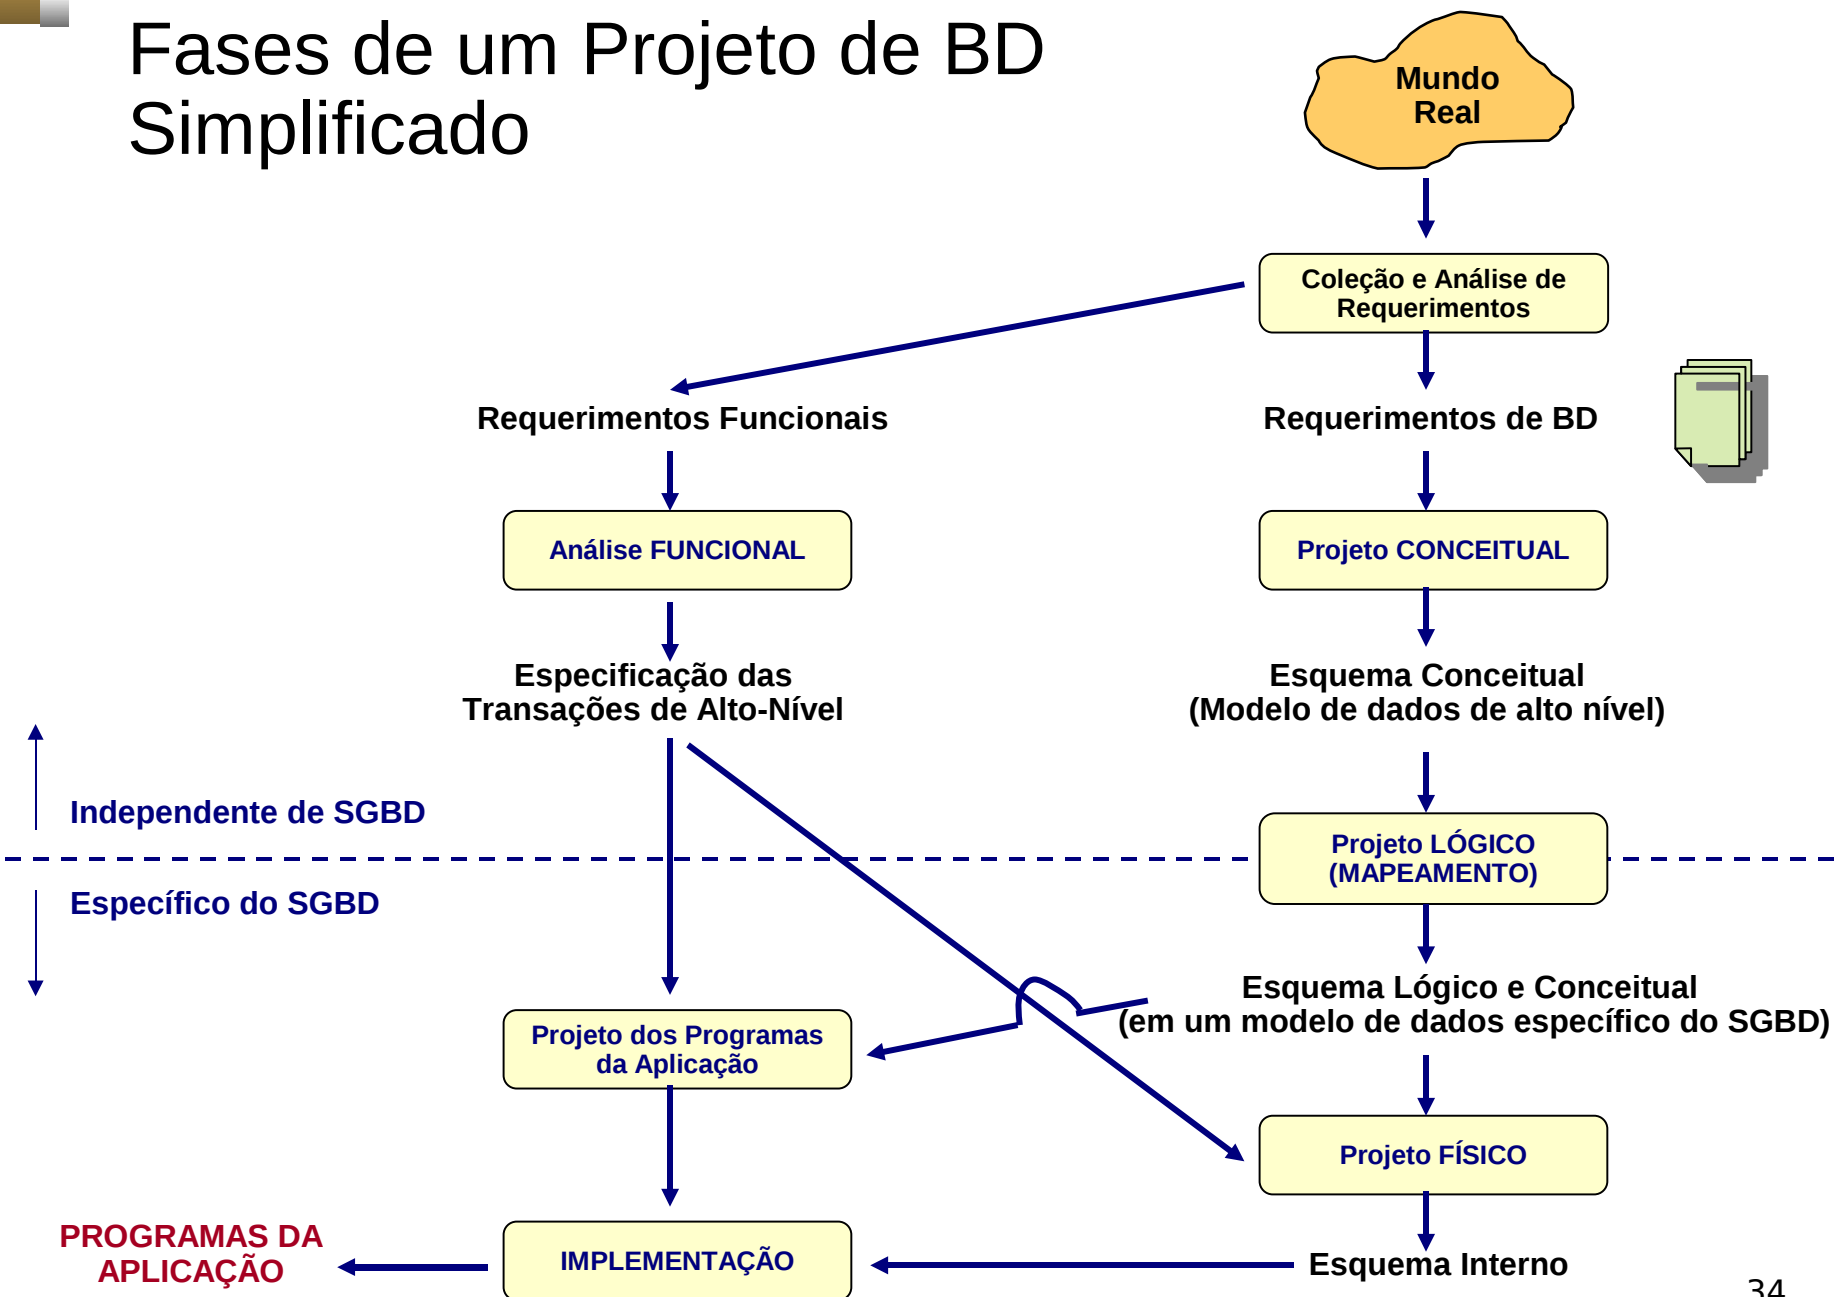 Fases de um Projeto de BD
Simplificado
Mundo
Real
Coleção e Análise de
Requerimentos
Requerimentos Funcionais
Requerimentos de BD
Análise FUNCIONAL
Projeto CONCEITUAL
Especificação das
Transações de Alto-Nível
Esquema Conceitual
(Modelo de dados de alto nível)
Independente de SGBD
Projeto LÓGICO
(MAPEAMENTO)
Específico do SGBD
Esquema Lógico e Conceitual
(em um modelo de dados específico do SGBD)
Projeto dos Programas
da Aplicação
Projeto FÍSICO
PROGRAMAS DA
APLICAÇÃO
IMPLEMENTAÇÃO
Esquema Interno
34